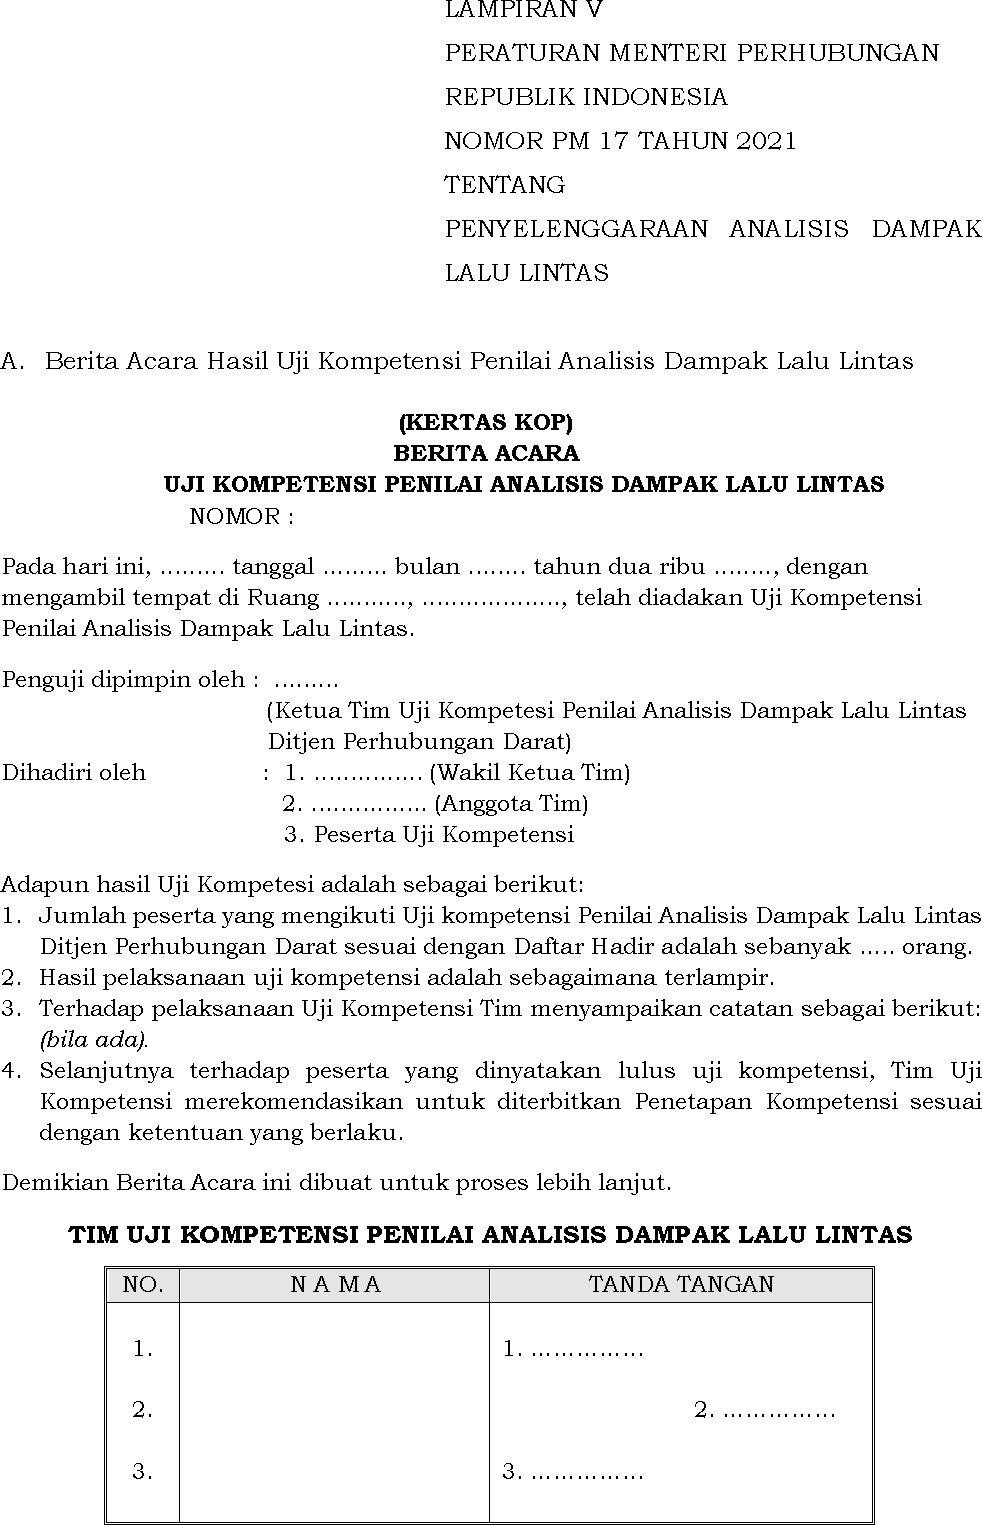 LAMPIRAN V
PERATURAN MENTERI PERHUBUNGAN
REPUBLIK INDONESIA
NOMOR PM 17 TAHUN 2021
TENTANG
PENYELENGGARAAN ANALISIS DAMPAK
LALU LINTAS
A. Berita Acara Hasil Uji Kompetensi Penilai Analisis Dampak Lalu Lintas
(KERTAS KOP)
BERITA ACARA
UJI KOMPETENSI PENILAI ANALISIS DAMPAK LALU LINTAS
NOMOR :
Pada hari ini, ......... tanggal ......... bulan ........ tahun dua ribu ........, dengan
mengambil tempat di Ruang ..........., ..................., telah diadakan Uji Kompetensi
Penilai Analisis Dampak Lalu Lintas.
Penguji dipimpin oleh : .........
(Ketua Tim Uji Kompetesi Penilai Analisis Dampak Lalu Lintas
Ditjen Perhubungan Darat)
Dihadiri oleh : 1. ............... (Wakil Ketua Tim)
2. ................ (Anggota Tim)
3. Peserta Uji Kompetensi
Adapun hasil Uji Kompetesi adalah sebagai berikut:
1. Jumlah peserta yang mengikuti Uji kompetensi Penilai Analisis Dampak Lalu Lintas
Ditjen Perhubungan Darat sesuai dengan Daftar Hadir adalah sebanyak ..... orang.
2. Hasil pelaksanaan uji kompetensi adalah sebagaimana terlampir.
3. Terhadap pelaksanaan Uji Kompetensi Tim menyampaikan catatan sebagai berikut:
(bila ada).
4. Selanjutnya terhadap peserta yang dinyatakan lulus uji kompetensi, Tim Uji
Kompetensi merekomendasikan untuk diterbitkan Penetapan Kompetensi sesuai
dengan ketentuan yang berlaku.
Demikian Berita Acara ini dibuat untuk proses lebih lanjut.
TIM UJI KOMPETENSI PENILAI ANALISIS DAMPAK LALU LINTAS
NO. N A M A TANDA TANGAN
1. 1. ...............
2. 2. ...............
3. 3. ...............